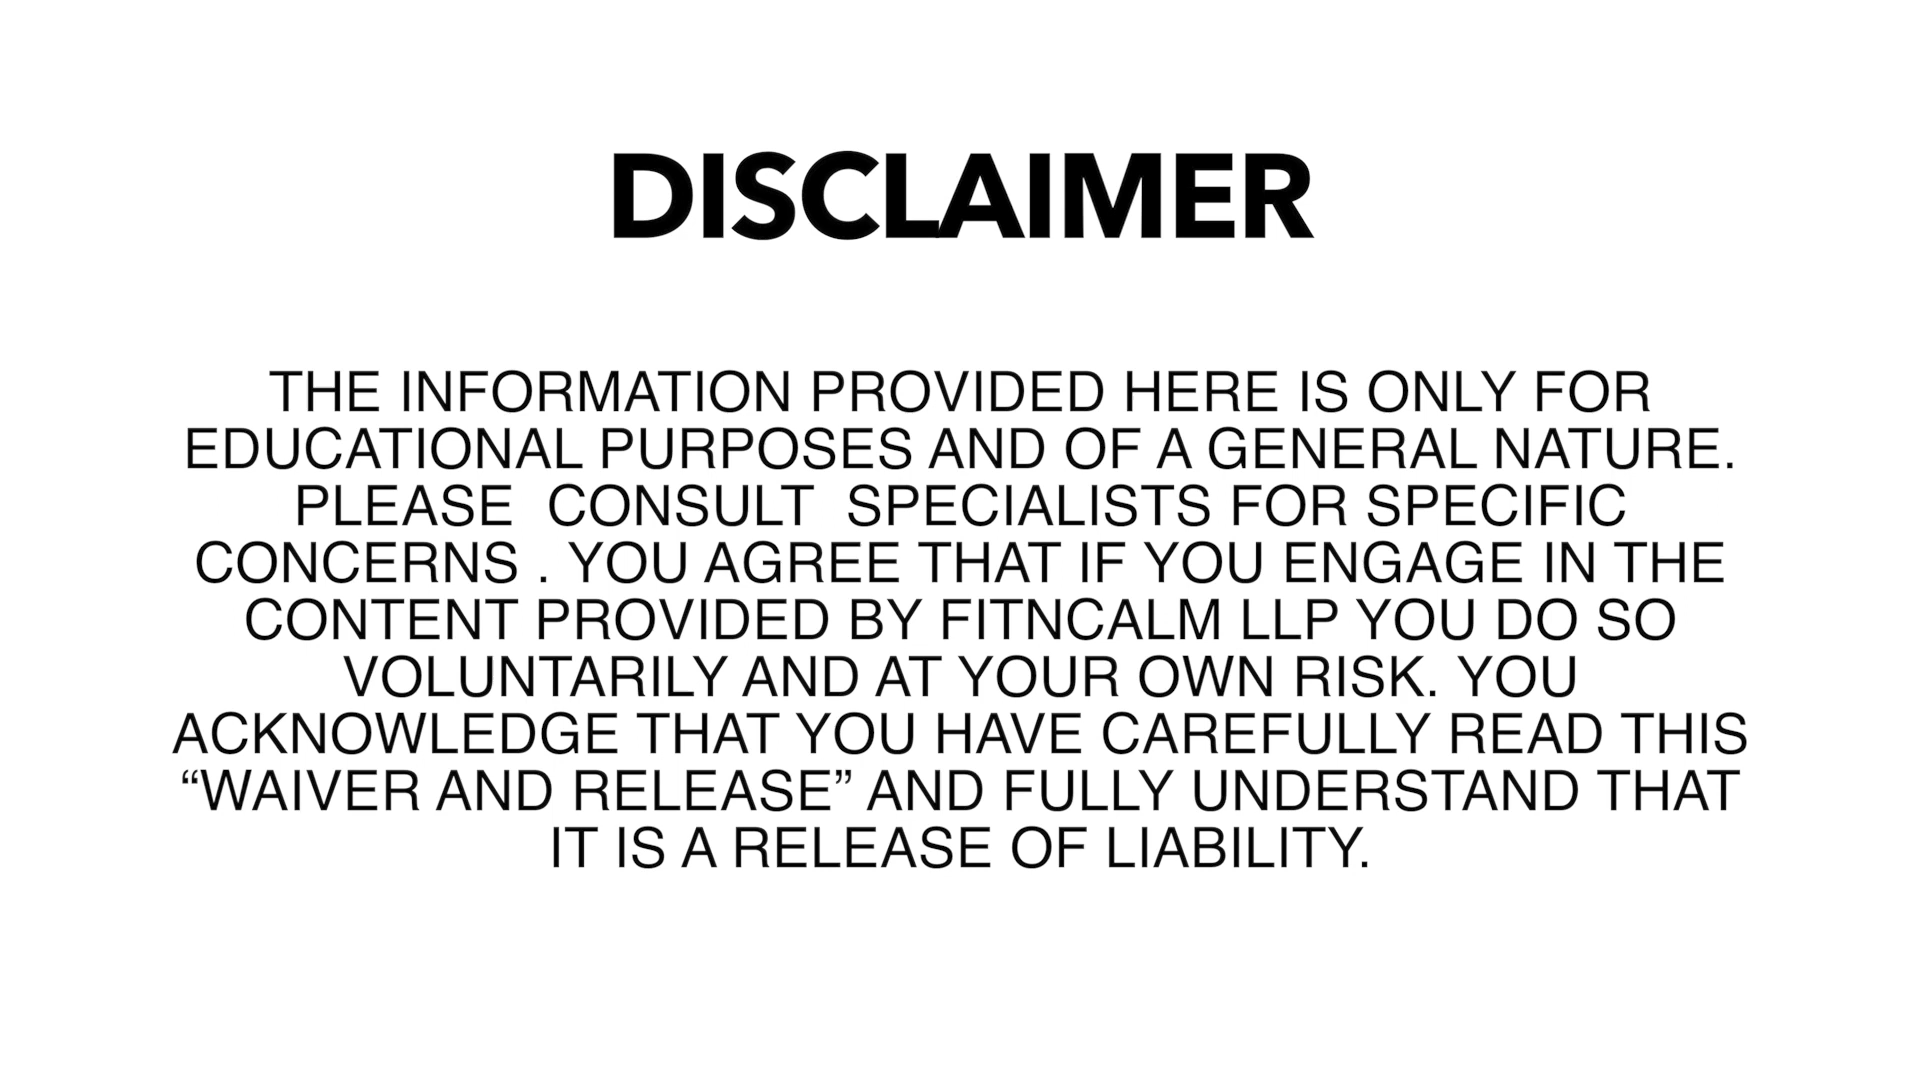 DISCLAIMER
THE INFORMATION PROVIDED HERE IS ONLY FOR
EDUCATIONAL PURPOSES AND OF A GENERAL NATURE.
PLEASE  CONSULT  SPECIALISTS FOR SPECIFIC
CONCERNS . YOU AGREE THAT IF YOU ENGAGE IN THE
CONTENT PROVIDED BY FITNCALM LLP YOU DO SO
VOLUNTARILY AND AT YOUR OWN RISK. YOU
ACKNOWLEDGE THAT YOU HAVE CAREFULLY READ THIS
“WAIVER AND RELEASE” AND FULLY UNDERSTAND THAT
IT IS A RELEASE OF LIABILITY.